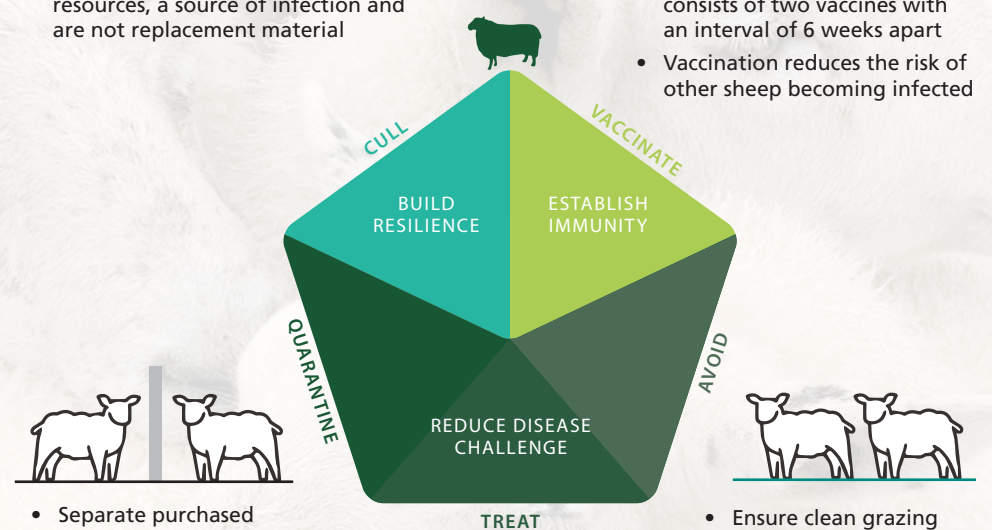 resources, a source of infection and
are not replacement material
consists of two vaccines with
an interval of 6 weeks apart
• Vaccination reduces the risk of
other sheep becoming infected
CULL
VACCINATE
BUILD
RESILIENCE
ESTABLISH
IMMUNITY
QUARANTINE
AVOID
REDUCE DISEASE
CHALLENGE
TREAT
• Separate purchased
• Ensure clean grazing